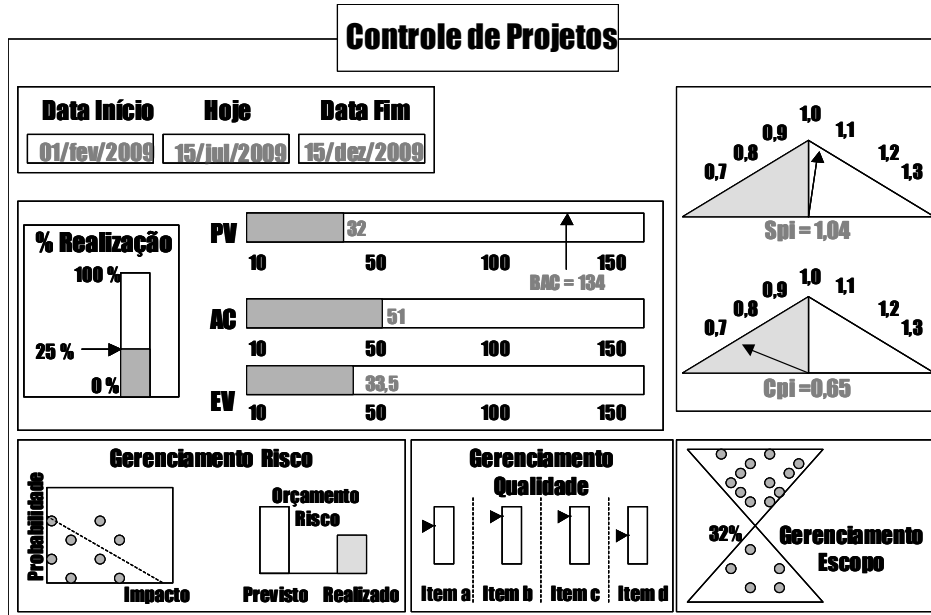 Controle de Projetos
Data Início Hoje Data Fim
01/fev/2009 15/jul/2009 15/dez/2009
% Realização
100 %
25 %
0 %
PV
32
10 50 100 150
BAC = 134
AC
51
10 50 100 150
EV
33,5
10 50 100 150
1,0
0,9 1,1
0,8 1,2
0,7 1,3
Spi = 1,04
1,0
0,9 1,1
0,8 1,2
0,7 1,3
Cpi =0,65
Gerenciamento Risco
Probabilidade
Impacto
Orçamento
Risco
Previsto Realizado
Gerenciamento
Qualidade
Item a Item b Item c Item d
32%
Gerenciamento
Escopo